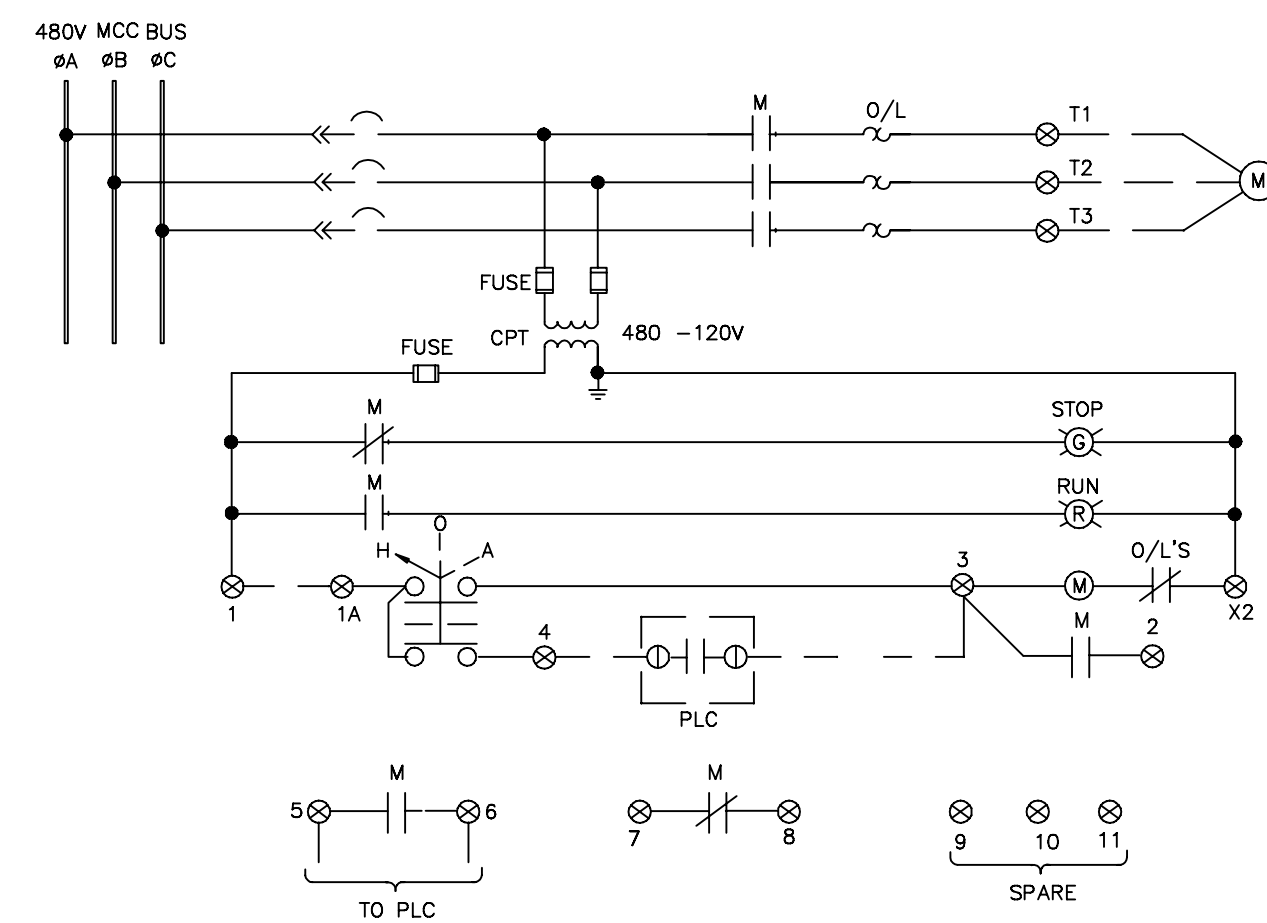 480V MCC BUS
ØA ØB ØC
M
O/L
T1
T2
M
T3
FUSE
CPT
480 -120V
FUSE
M
STOP
G
M
RUN
R
O
H
A
3
O/L'S
M
1
1A
X2
M
2
4
PLC
M
5
6
TO PLC
M
7
8
9
10
11
SPARE